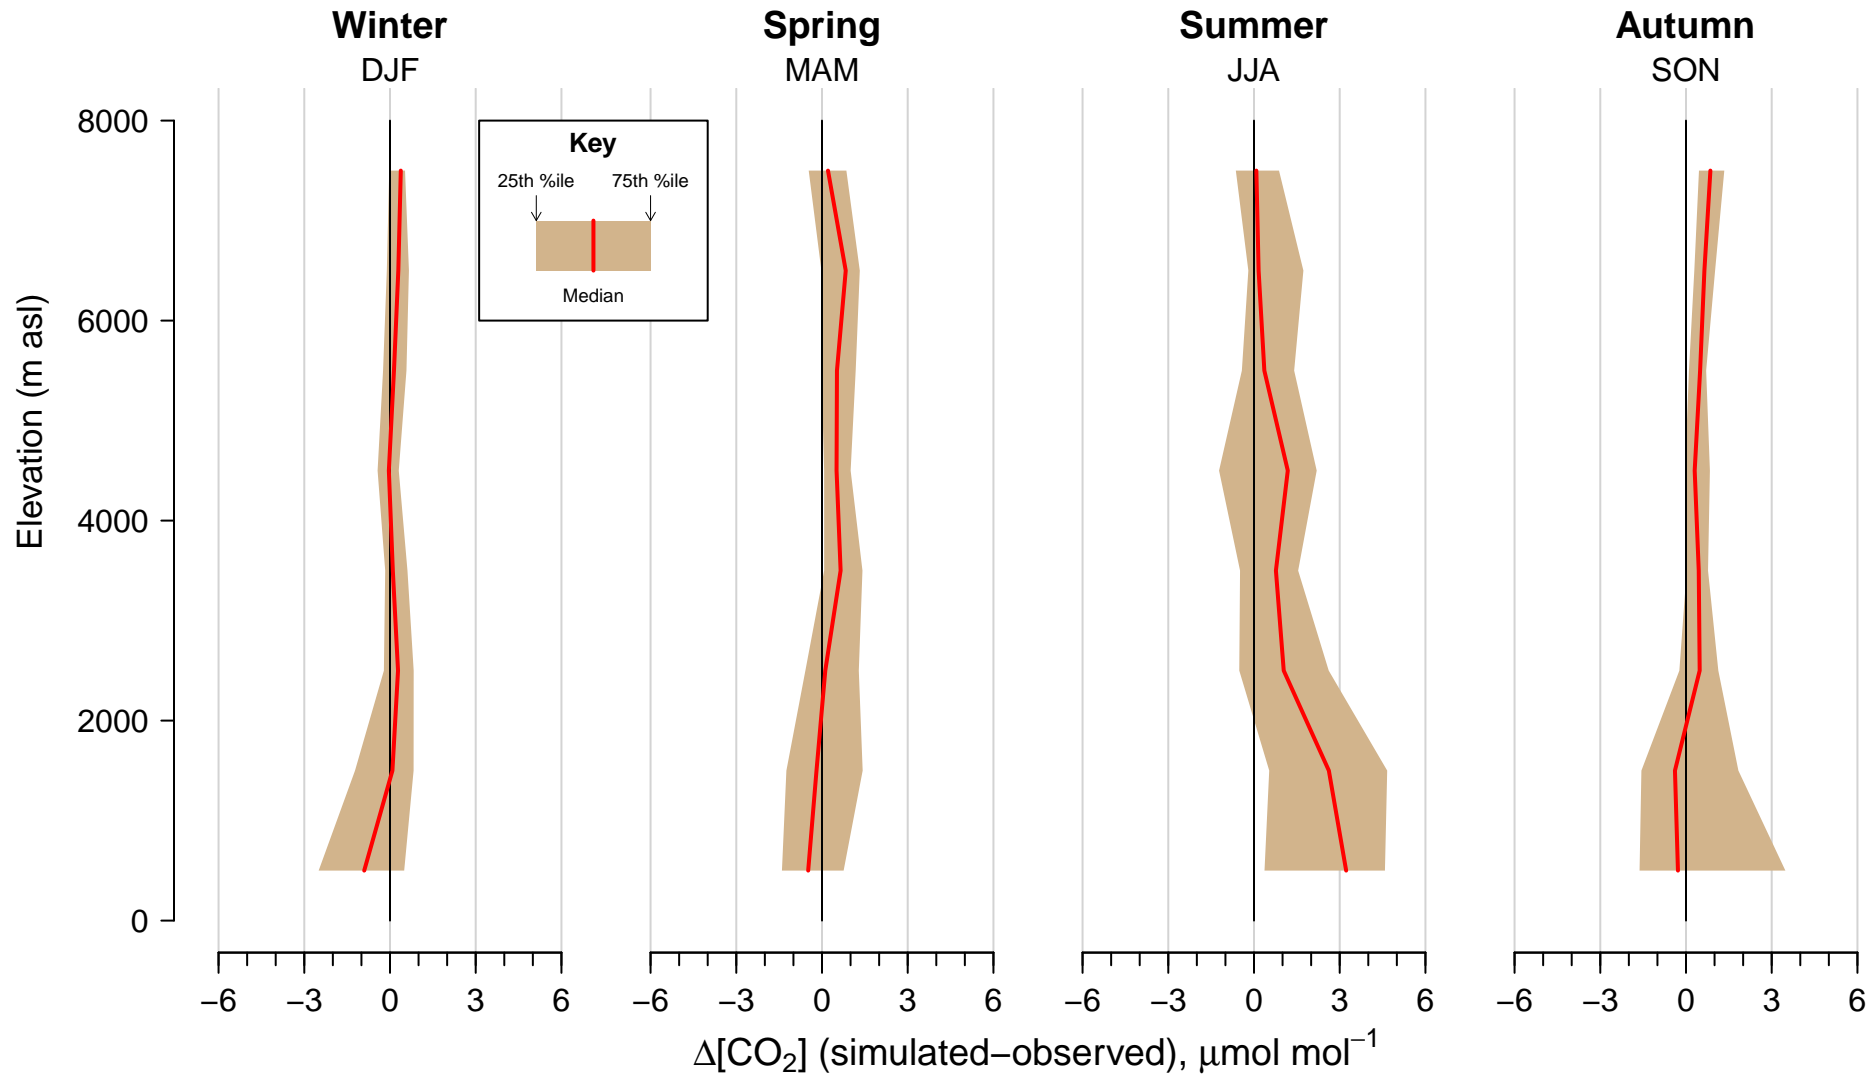 Winter Spring Summer Autumn
DJF MAM JJA SON
Key
25th %ile 75th %ile
Median
Elevation (m asl)
8000
6000
4000
2000
0
−6 −3 0 3 6 −6 −3 0 3 6 −6 −3 0 3 6 −6 −3 0 3 6
Δ[CO₂] (simulated−observed), μmol mol⁻¹